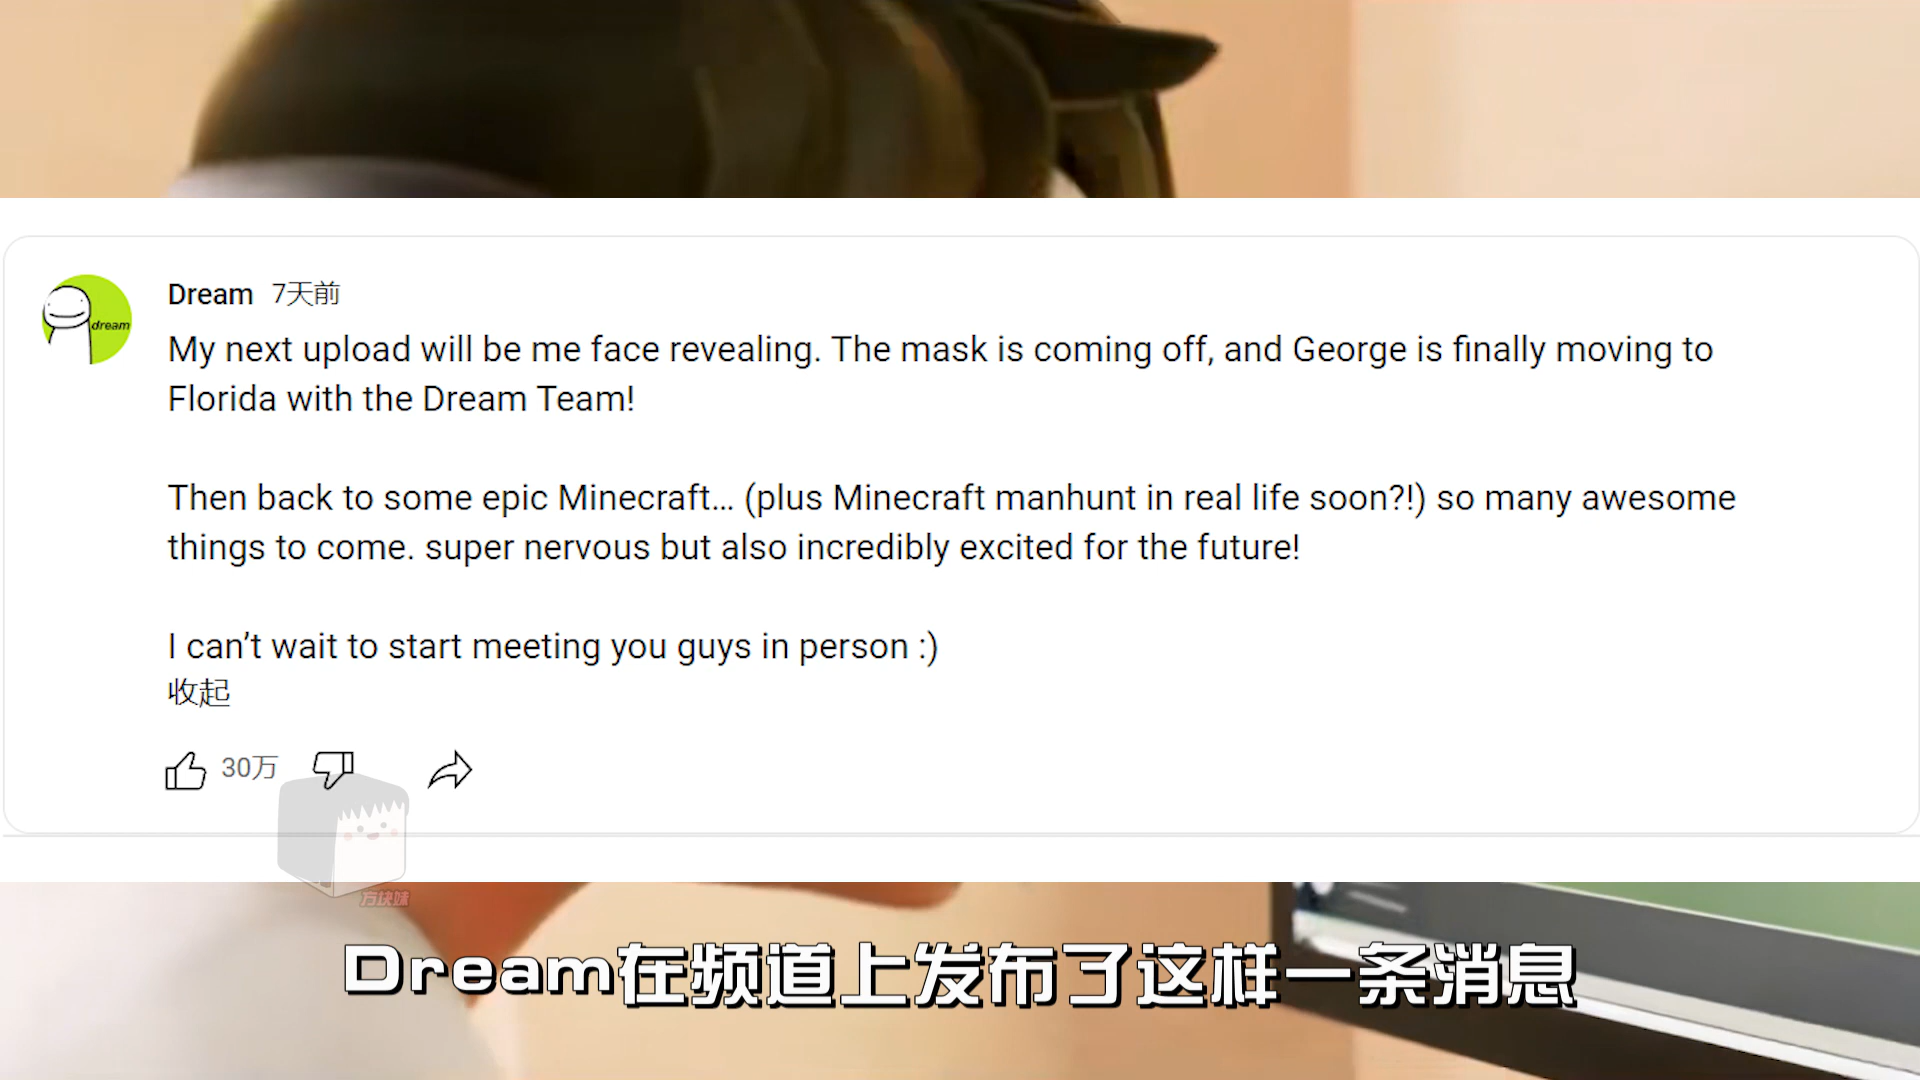 Dream 7天前
dream
My next upload will be me face revealing. The mask is coming off, and George is finally moving to
Florida with the Dream Team!
Then back to some epic Minecraft... (plus Minecraft manhunt in real life soon?!) so many awesome
things to come. super nervous but also incredibly excited for the future!
I can’t wait to start meeting you guys in person :)
收起
30万
方块妹
Dream在频道上发布了这样一条消息